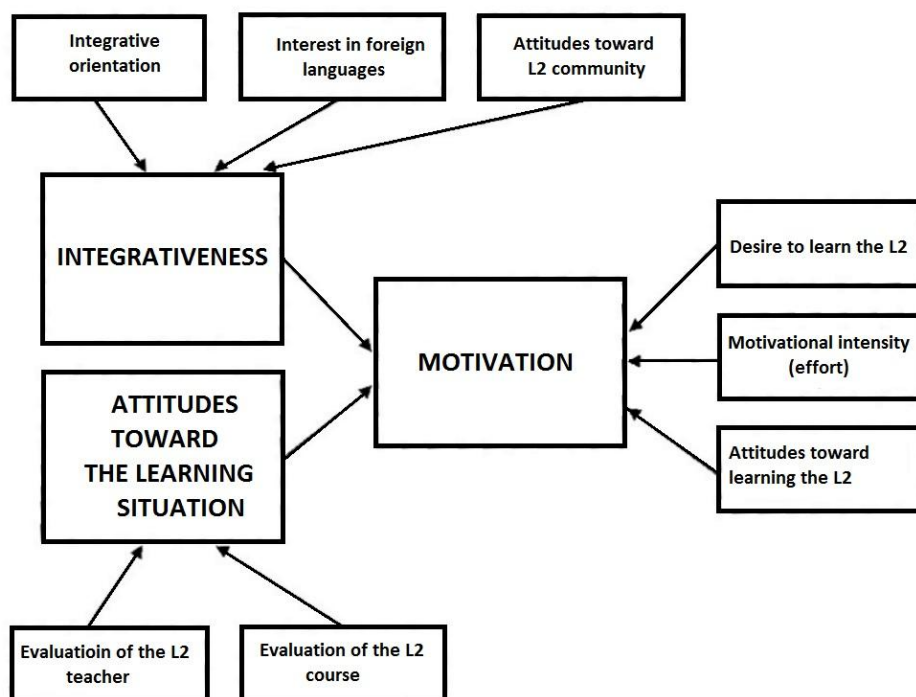 Integrative
orientation
Interest in foreign
languages
Attitudes toward
L2 community
INTEGRATIVENESS
Desire to learn the L2
MOTIVATION
Motivational intensity
(effort)
ATTITUDES
TOWARD
THE LEARNING
SITUATION
Attitudes toward
learning the L2
Evaluatioin of the L2
teacher
Evaluation of the L2
course